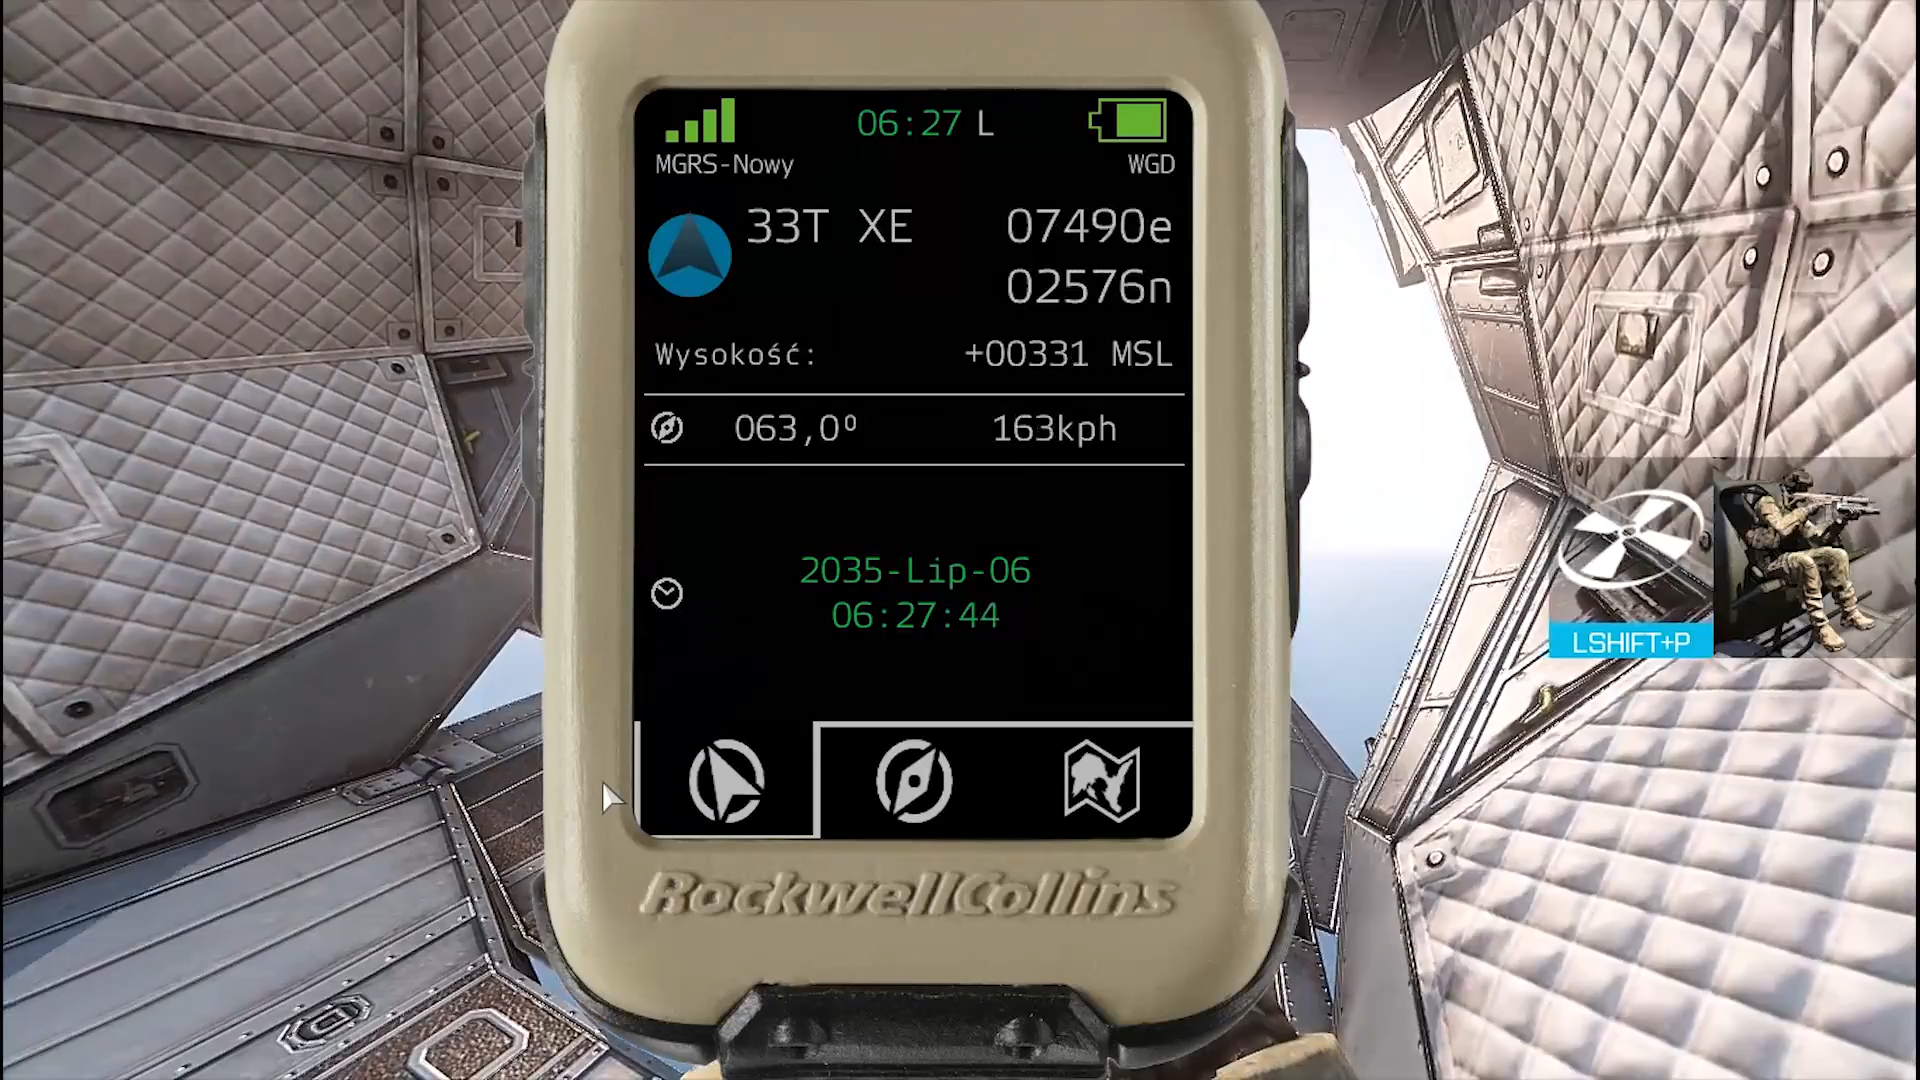 06:27 L
MGRS-Nowy WGD
33T XE 07490e
02576n
Wysokość: +00331 MSL
063,0º 163kph
2035-Lip-06
06:27:44
LSHIFT+P
RockwellCollins